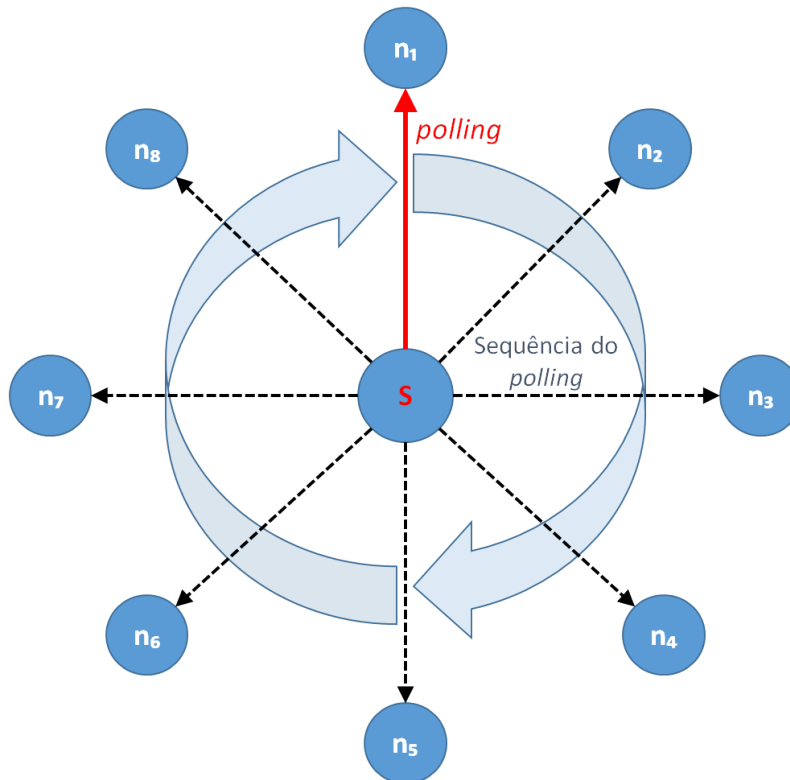 n₁
polling
n₈
n₂
Sequência do
polling
n₇
S
n₃
n₆
n₄
n₅